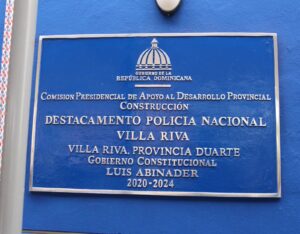 GOBIERNO DE LA
REPÚBLICA DOMINICANA
COMISION PRESIDENCIAL DE APOYO AL DESARROLLO PROVINCIAL
CONSTRUCCIÓN
DESTACAMENTO POLICIA NACIONAL
VILLA RIVA
VILLA RIVA, PROVINCIA DUARTE
GOBIERNO CONSTITUCIONAL
LUIS ABINADER
2020-2024